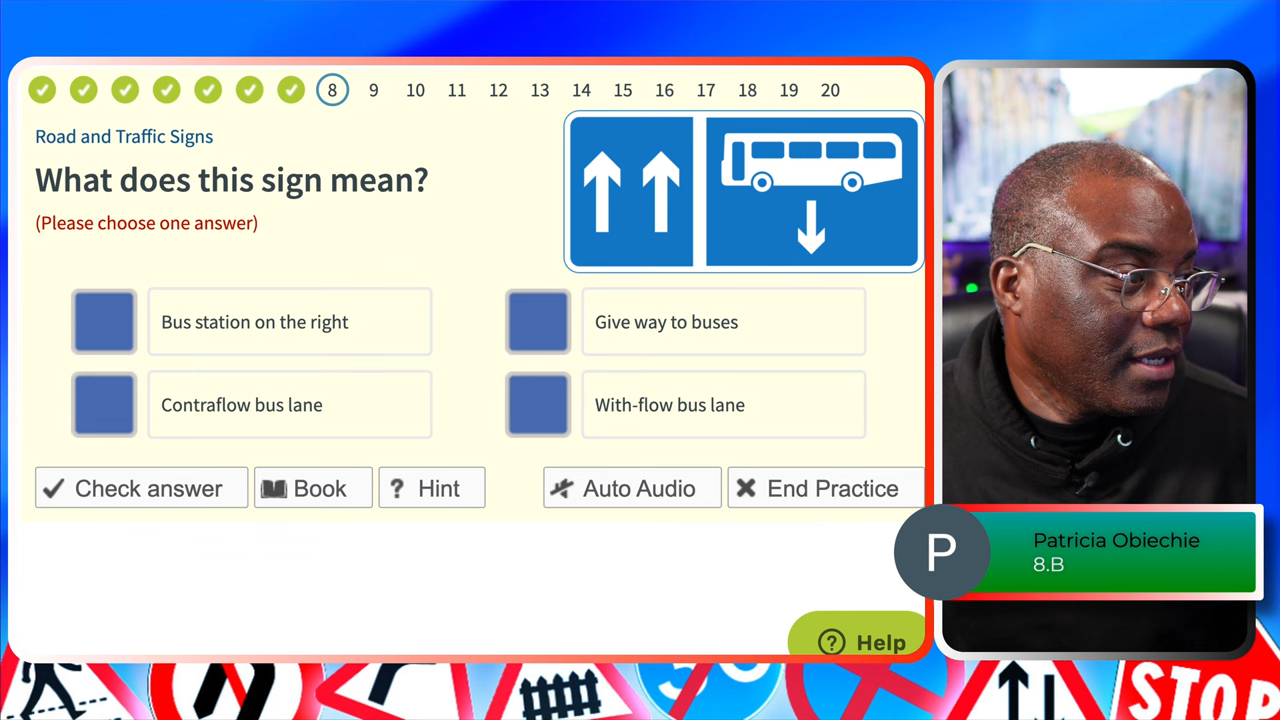 8 9 10 11 12 13 14 15 16 17 18 19 20
Road and Traffic Signs
What does this sign mean?
(Please choose one answer)
Bus station on the right
Give way to buses
Contraflow bus lane
With-flow bus lane
Check answer
Book
? Hint
Auto Audio
End Practice
P
Patricia Obiechie
8.B
? Help
STOP